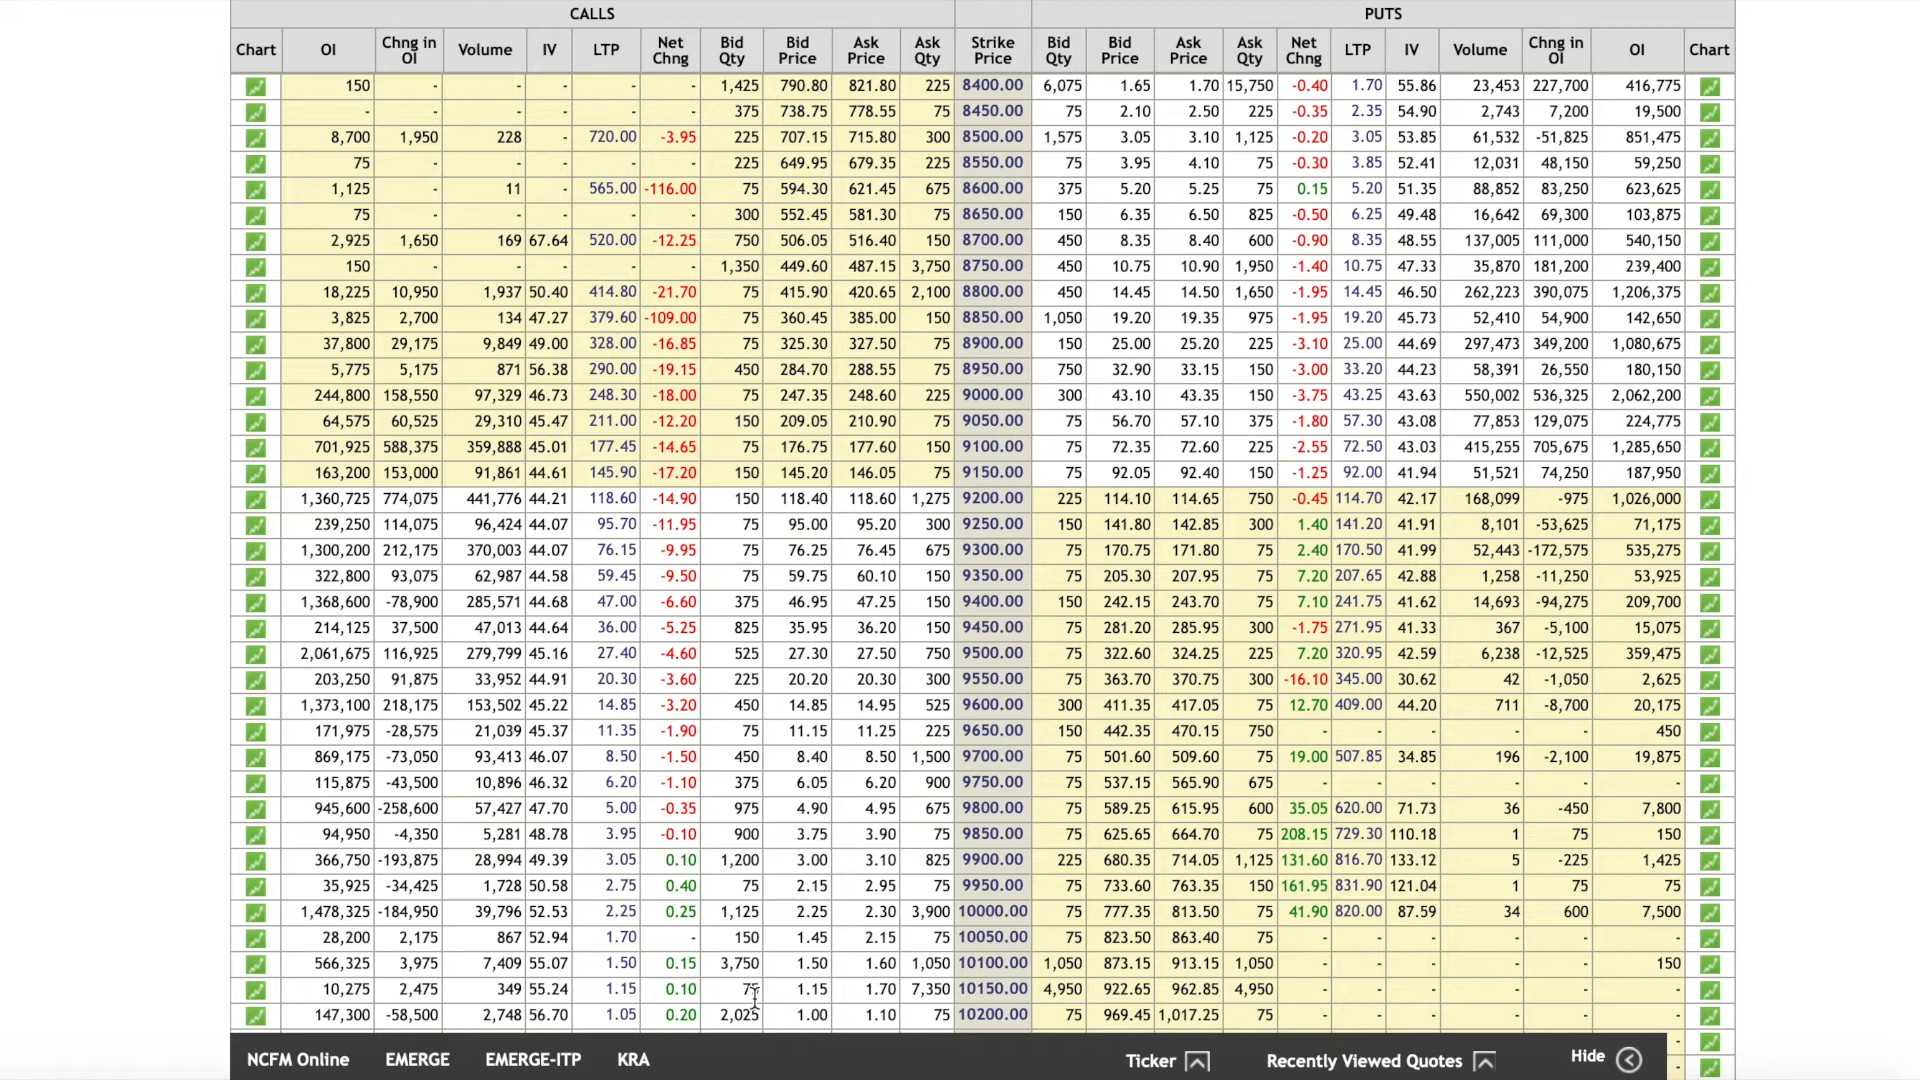 CALLS PUTS
Chart OI Chng in OI Volume IV LTP Net Chng Bid Qty Bid Price Ask Price Ask Qty Strike Price Bid Qty Bid Price Ask Price Ask Qty Net Chng LTP IV Volume Chng in OI OI Chart
150 - - - - - 1,425 790.80 821.80 225 8400.00 6,075 1.65 1.70 15,750 -0.40 1.70 55.86 23,453 227,700 416,775
- - - - - - 375 738.75 778.55 75 8450.00 75 2.10 2.50 225 -0.35 2.35 54.90 2,743 7,200 19,500
8,700 1,950 228 - 720.00 -3.95 225 707.15 715.80 300 8500.00 1,575 3.05 3.10 1,125 -0.20 3.05 53.85 61,532 -51,825 851,475
75 - - - - - 225 649.95 679.35 225 8550.00 75 3.95 4.10 75 -0.30 3.85 52.41 12,031 48,150 59,250
1,125 - 11 - 565.00 -116.00 75 594.30 621.45 675 8600.00 375 5.20 5.25 75 0.15 5.20 51.35 88,852 83,250 623,625
75 - - - - - 300 552.45 581.30 75 8650.00 150 6.35 6.50 825 -0.50 6.25 49.48 16,642 69,300 103,875
2,925 1,650 169 67.64 520.00 -12.25 750 506.05 516.40 150 8700.00 450 8.35 8.40 600 -0.90 8.35 48.55 137,005 111,000 540,150
150 - - - - - 1,350 449.60 487.15 3,750 8750.00 450 10.75 10.90 1,950 -1.40 10.75 47.33 35,870 181,200 239,400
18,225 10,950 1,937 50.40 414.80 -21.70 75 415.90 420.65 2,100 8800.00 450 14.45 14.50 1,650 -1.95 14.45 46.50 262,223 390,075 1,206,375
3,825 2,700 134 47.27 379.60 -109.00 75 360.45 385.00 150 8850.00 1,050 19.20 19.35 975 -1.95 19.20 45.73 52,410 54,900 142,650
37,800 29,175 9,849 49.00 328.00 -16.85 75 325.30 327.50 75 8900.00 150 25.00 25.20 225 -3.10 25.00 44.69 297,473 349,200 1,080,675
5,775 5,175 871 56.38 290.00 -19.15 450 284.70 288.55 75 8950.00 750 32.90 33.15 150 -3.00 33.20 44.23 58,391 26,550 180,150
244,800 158,550 97,329 46.73 248.30 -18.00 75 247.35 248.60 225 9000.00 300 43.10 43.35 150 -3.75 43.25 43.63 550,002 536,325 2,062,200
64,575 60,525 29,310 45.47 211.00 -12.20 150 209.05 210.90 75 9050.00 75 56.70 57.10 375 -1.80 57.30 43.08 77,853 129,075 224,775
701,925 588,375 359,888 45.01 177.45 -14.65 75 176.75 177.60 150 9100.00 75 72.35 72.60 225 -2.55 72.50 43.03 415,255 705,675 1,285,650
163,200 153,000 91,861 44.61 145.90 -17.20 150 145.20 146.05 75 9150.00 75 92.05 92.40 150 -1.25 92.00 41.94 51,521 74,250 187,950
1,360,725 774,075 441,776 44.21 118.60 -14.90 150 118.40 118.60 1,275 9200.00 225 114.10 114.65 750 -0.45 114.70 42.17 168,099 -975 1,026,000
239,250 114,075 96,424 44.07 95.70 -11.95 75 95.00 95.20 300 9250.00 150 141.80 142.85 300 1.40 141.20 41.91 8,101 -53,625 71,175
1,300,200 212,175 370,003 44.07 76.15 -9.95 75 76.25 76.45 675 9300.00 75 170.75 171.80 75 2.40 170.50 41.99 52,443 -172,575 535,275
322,800 93,075 62,987 44.58 59.45 -9.50 75 59.75 60.10 150 9350.00 75 205.30 207.95 75 7.20 207.65 42.88 1,258 -11,250 53,925
1,368,600 -78,900 285,571 44.68 47.00 -6.60 375 46.95 47.25 150 9400.00 150 242.15 243.70 75 7.10 241.75 41.62 14,693 -94,275 209,700
214,125 37,500 47,013 44.64 36.00 -5.25 825 35.95 36.20 150 9450.00 75 281.20 285.95 300 -1.75 271.95 41.33 367 -5,100 15,075
2,061,675 116,925 279,799 45.16 27.40 -4.60 525 27.30 27.50 750 9500.00 75 322.60 324.25 225 7.20 320.95 42.59 6,238 -12,525 359,475
203,250 91,875 33,952 44.91 20.30 -3.60 225 20.20 20.30 300 9550.00 75 363.70 370.75 300 -16.10 345.00 30.62 42 -1,050 2,625
1,373,100 218,175 153,502 45.22 14.85 -3.20 450 14.85 14.95 525 9600.00 300 411.35 417.05 75 12.70 409.00 44.20 711 -8,700 20,175
171,975 -28,575 21,039 45.37 11.35 -1.90 75 11.15 11.25 225 9650.00 150 442.35 470.15 750 - - - - - 450
869,175 -73,050 93,413 46.07 8.50 -1.50 450 8.40 8.50 1,500 9700.00 75 501.60 509.60 75 19.00 507.85 34.85 196 -2,100 19,875
115,875 -43,500 10,896 46.32 6.20 -1.10 375 6.05 6.20 900 9750.00 75 537.15 565.90 675 - - - - - -
945,600 -258,600 57,427 47.70 5.00 -0.35 975 4.90 4.95 675 9800.00 75 589.25 615.95 600 35.05 620.00 71.73 36 -450 7,800
94,950 -4,350 5,281 48.78 3.95 -0.10 900 3.75 3.90 75 9850.00 75 625.65 664.70 75 208.15 729.30 110.18 1 75 150
366,750 -193,875 28,994 49.39 3.05 0.10 1,200 3.00 3.10 825 9900.00 225 680.35 714.05 1,125 131.60 816.70 133.12 5 -225 1,425
35,925 -34,425 1,728 50.58 2.75 0.40 75 2.15 2.95 75 9950.00 75 733.60 763.35 150 161.95 831.90 121.04 1 75 75
1,478,325 -184,950 39,796 52.53 2.25 0.25 1,125 2.25 2.30 3,900 10000.00 75 777.35 813.50 75 41.90 820.00 87.59 34 600 7,500
28,200 2,175 867 52.94 1.70 - 150 1.45 2.15 75 10050.00 75 823.50 863.40 75 - - - - - -
566,325 3,975 7,409 55.07 1.50 0.15 3,750 1.50 1.60 1,050 10100.00 1,050 873.15 913.15 1,050 - - - - - 150
10,275 2,475 349 55.24 1.15 0.10 75 1.15 1.70 7,350 10150.00 4,950 922.65 962.85 4,950 - - - - - -
147,300 -58,500 2,748 56.70 1.05 0.20 2,025 1.00 1.10 75 10200.00 75 969.45 1,017.25 75 - - - - - -
-
NCFM Online EMERGE EMERGE-ITP KRA Ticker Recently Viewed Quotes Hide
-